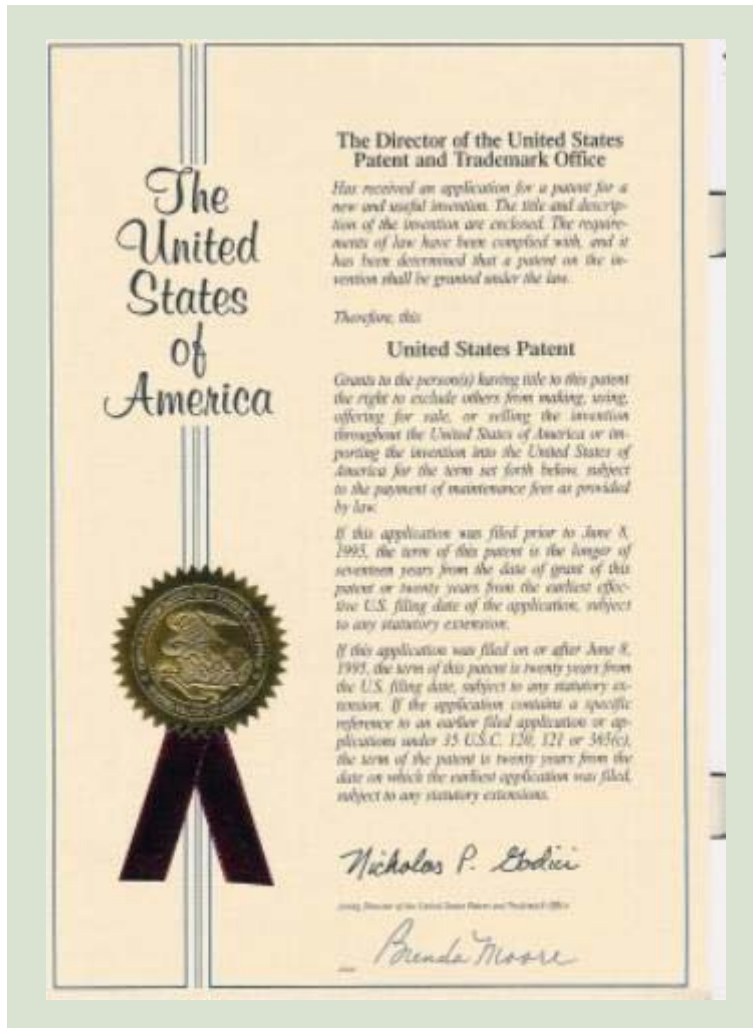 The
United
States
of
America
The Director of the United States
Patent and Trademark Office
Has received an application for a patent for a
new and useful invention. The title and descrip-
tion of the invention are enclosed. The require-
ments of law have been complied with, and it
has been determined that a patent on the in-
vention shall be granted under the law.
Therefore, this
United States Patent
Grants to the person(s) having title to this patent
the right to exclude others from making, using,
offering for sale, or selling the invention
throughout the United States of America or im-
porting the invention into the United States of
America for the term set forth below, subject
to the payment of maintenance fees as provided
by law.
If this application was filed prior to June 8,
1995, the term of this patent is the longer of
seventeen years from the date of grant of this
patent or twenty years from the earliest effec-
tive U.S. filing date of the application, subject
to any statutory extension.
If this application was filed on or after June 8,
1995, the term of this patent is twenty years from
the U.S. filing date, subject to any statutory ex-
tension. If the application contains a specific
reference to an earlier filed application or ap-
plications under 35 U.S.C. 120, 121 or 365(c),
the term of the patent is twenty years from the
date on which the earliest application was filed,
subject to any statutory extensions.
Nicholas P. Godici
Acting Director of the United States Patent and Trademark Office
Brenda Moore